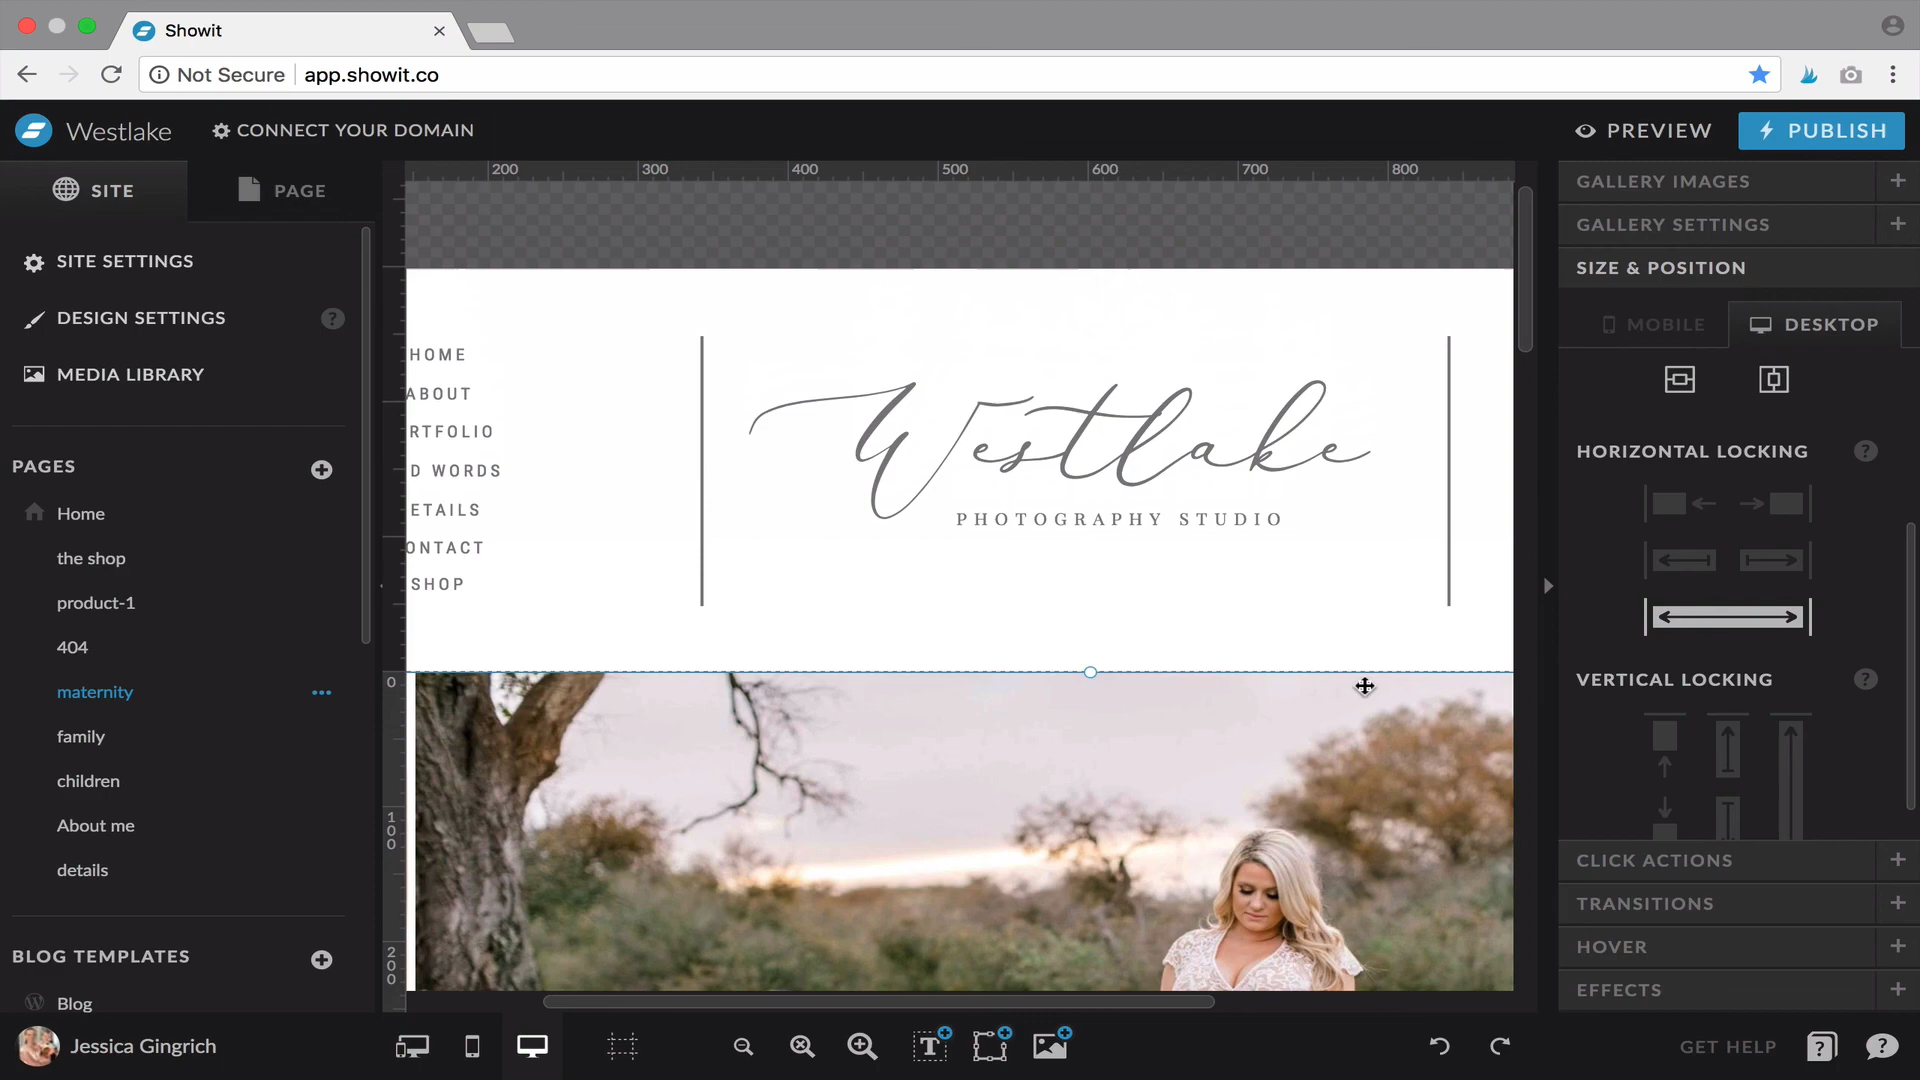 Showit
Not Secure
app.showit.co
Westlake
CONNECT YOUR DOMAIN
PREVIEW
PUBLISH
SITE
PAGE
SITE SETTINGS
DESIGN SETTINGS
?
MEDIA LIBRARY
PAGES
Home
the shop
product-1
404
maternity
family
children
About me
details
BLOG TEMPLATES
Blog
200
300
400
500
600
700
800
0
100
200
HOME
ABOUT
RTFOLIO
D WORDS
ETAILS
ONTACT
SHOP
Westlake
PHOTOGRAPHY STUDIO
GALLERY IMAGES
GALLERY SETTINGS
SIZE & POSITION
MOBILE
DESKTOP
HORIZONTAL LOCKING
?
VERTICAL LOCKING
?
CLICK ACTIONS
TRANSITIONS
HOVER
EFFECTS
Jessica Gingrich
T
GET HELP
?
?